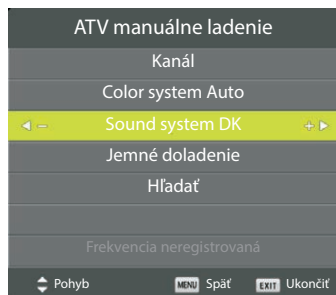 ATV manuálne ladenie
Kanál
Color system Auto
– Sound system DK +
Jemné doladenie
Hľadať
Frekvencia neregistrovaná
Pohyb MENU Späť EXIT Ukončiť